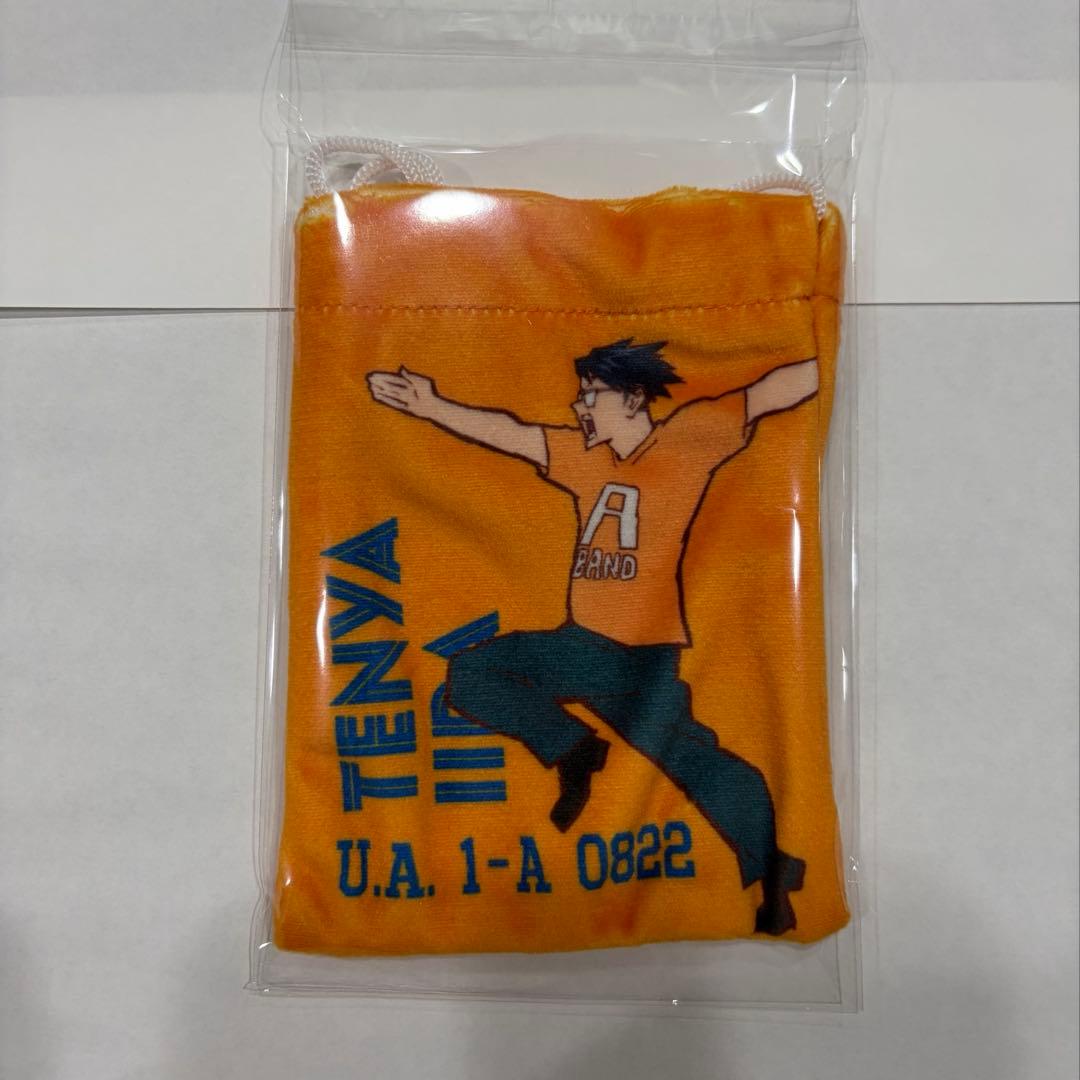 A
BAND
TENYA
IIDA
U.A. 1-A 0822